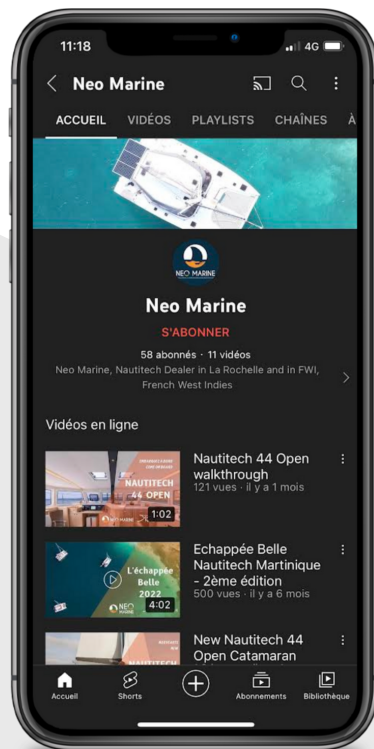 11:18
4G
Neo Marine
ACCUEIL VIDÉOS PLAYLISTS CHAÎNES À
NEO MARINE
Neo Marine
S'ABONNER
58 abonnés · 11 vidéos
Neo Marine, Nautitech Dealer in La Rochelle and in FWI,
French West Indies
Vidéos en ligne
NAUTITECH
44 OPEN
NEO MARINE
1:02
Nautitech 44 Open
walkthrough
121 vues · il y a 1 mois
L'échappée
Belle
2022
NEO
4:02
Echappée Belle
Nautitech Martinique
- 2ème édition
500 vues · il y a 6 mois
NAUTITECH
New Nautitech 44
Open Catamaran
Accueil
Shorts
Abonnements
Bibliothèque